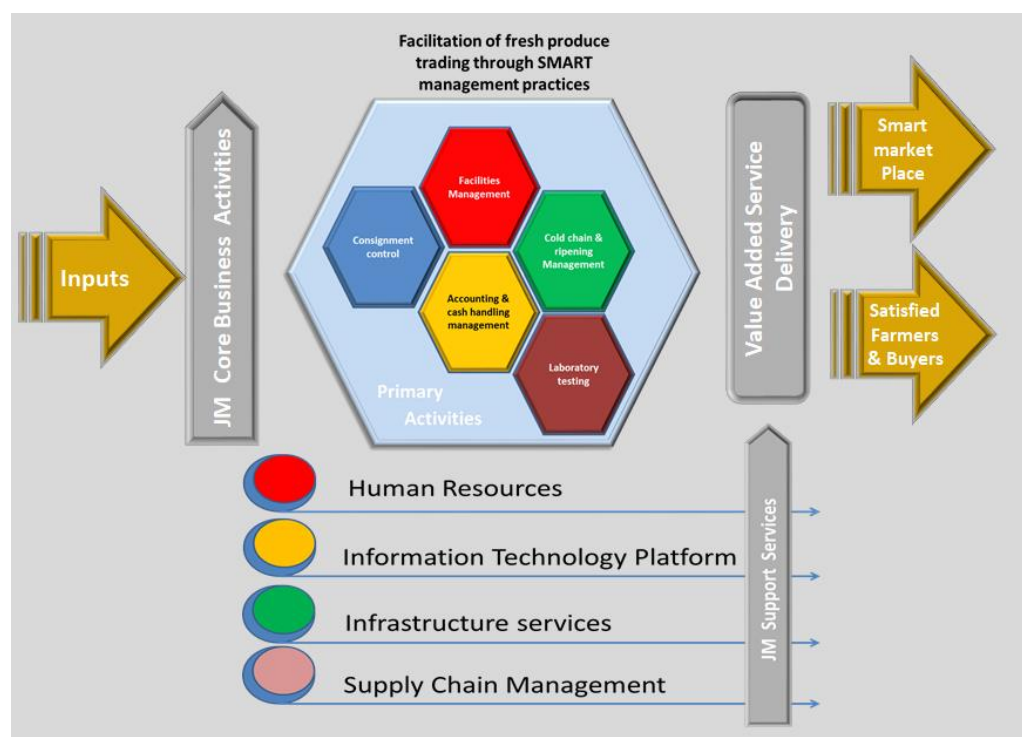 Facilitation of fresh produce
trading through SMART
management practices
Inputs
JM Core Business Activities
Facilities
Management
Consignment
control
Cold chain &
ripening
Management
Accounting &
cash handling
management
Laboratory
testing
Primary
Activities
Value Added Service
Delivery
Smart
market
Place
Satisfied
Farmers
& Buyers
Human Resources
Information Technology Platform
Infrastructure services
Supply Chain Management
JM Support Services